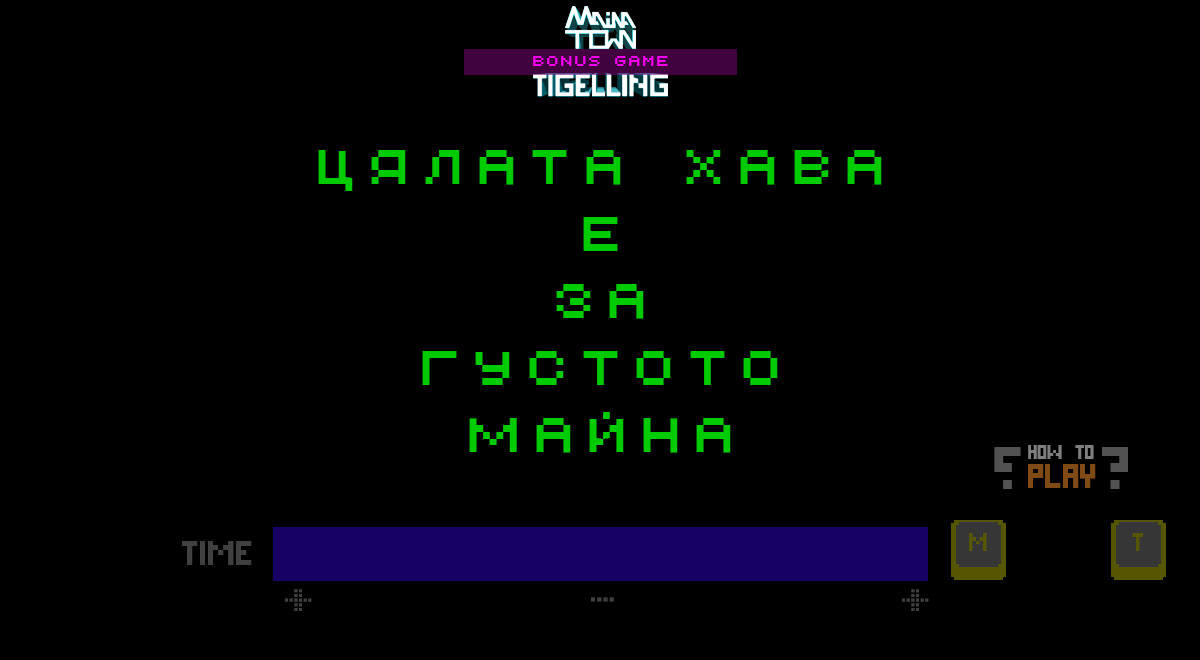 MAINA
TOWN
BONUS GAME
TIGELLING
ЦЯЛАТА ХАВА
Е
ЗА
ГУСТОТО
МАЙНА
HOW TO
PLAY
TIME
M
T